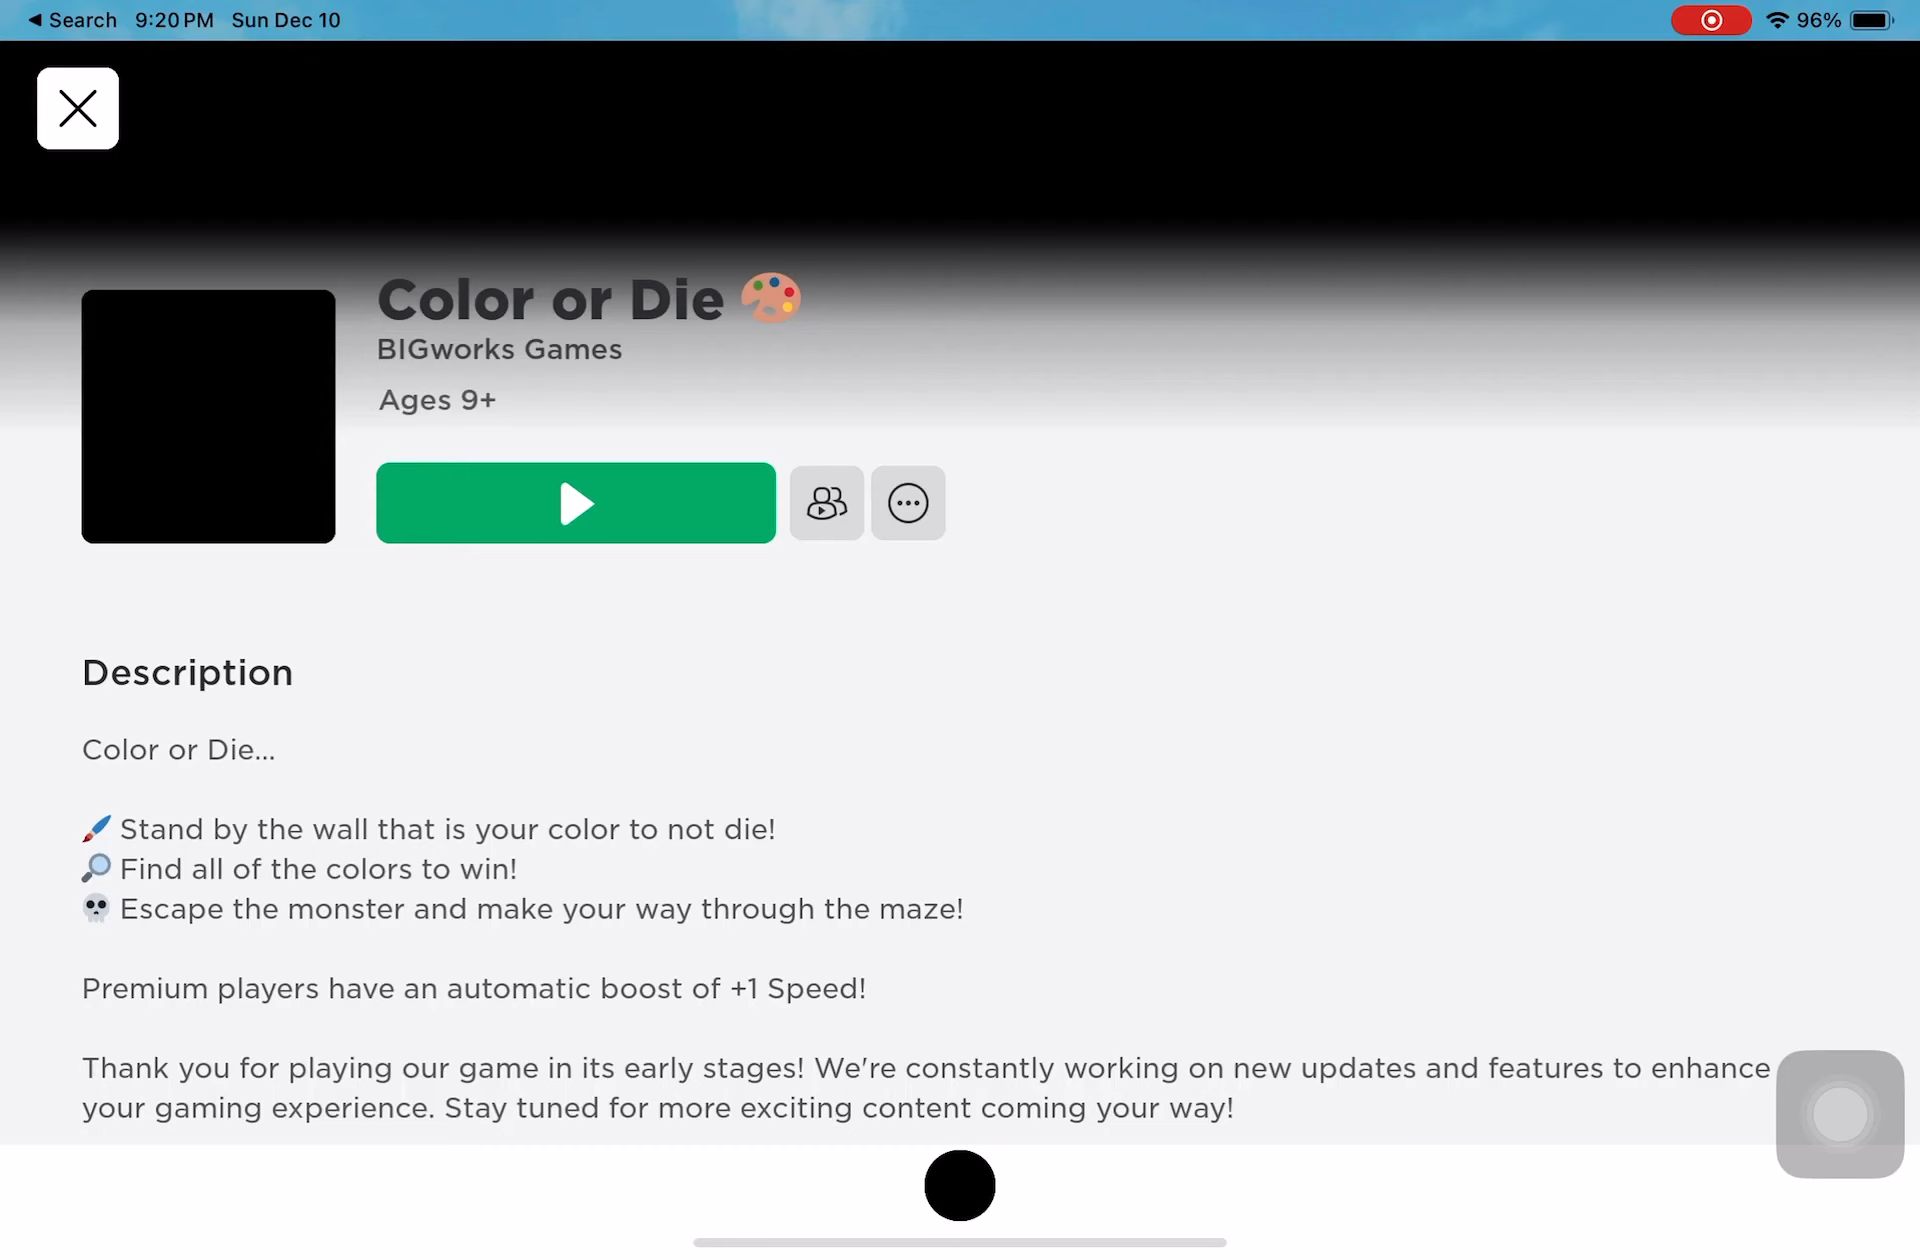 Search 9:20 PM Sun Dec 10 96%
Color or Die
BIGworks Games
Ages 9+
Description
Color or Die...
Stand by the wall that is your color to not die!
Find all of the colors to win!
Escape the monster and make your way through the maze!
Premium players have an automatic boost of +1 Speed!
Thank you for playing our game in its early stages! We're constantly working on new updates and features to enhance
your gaming experience. Stay tuned for more exciting content coming your way!